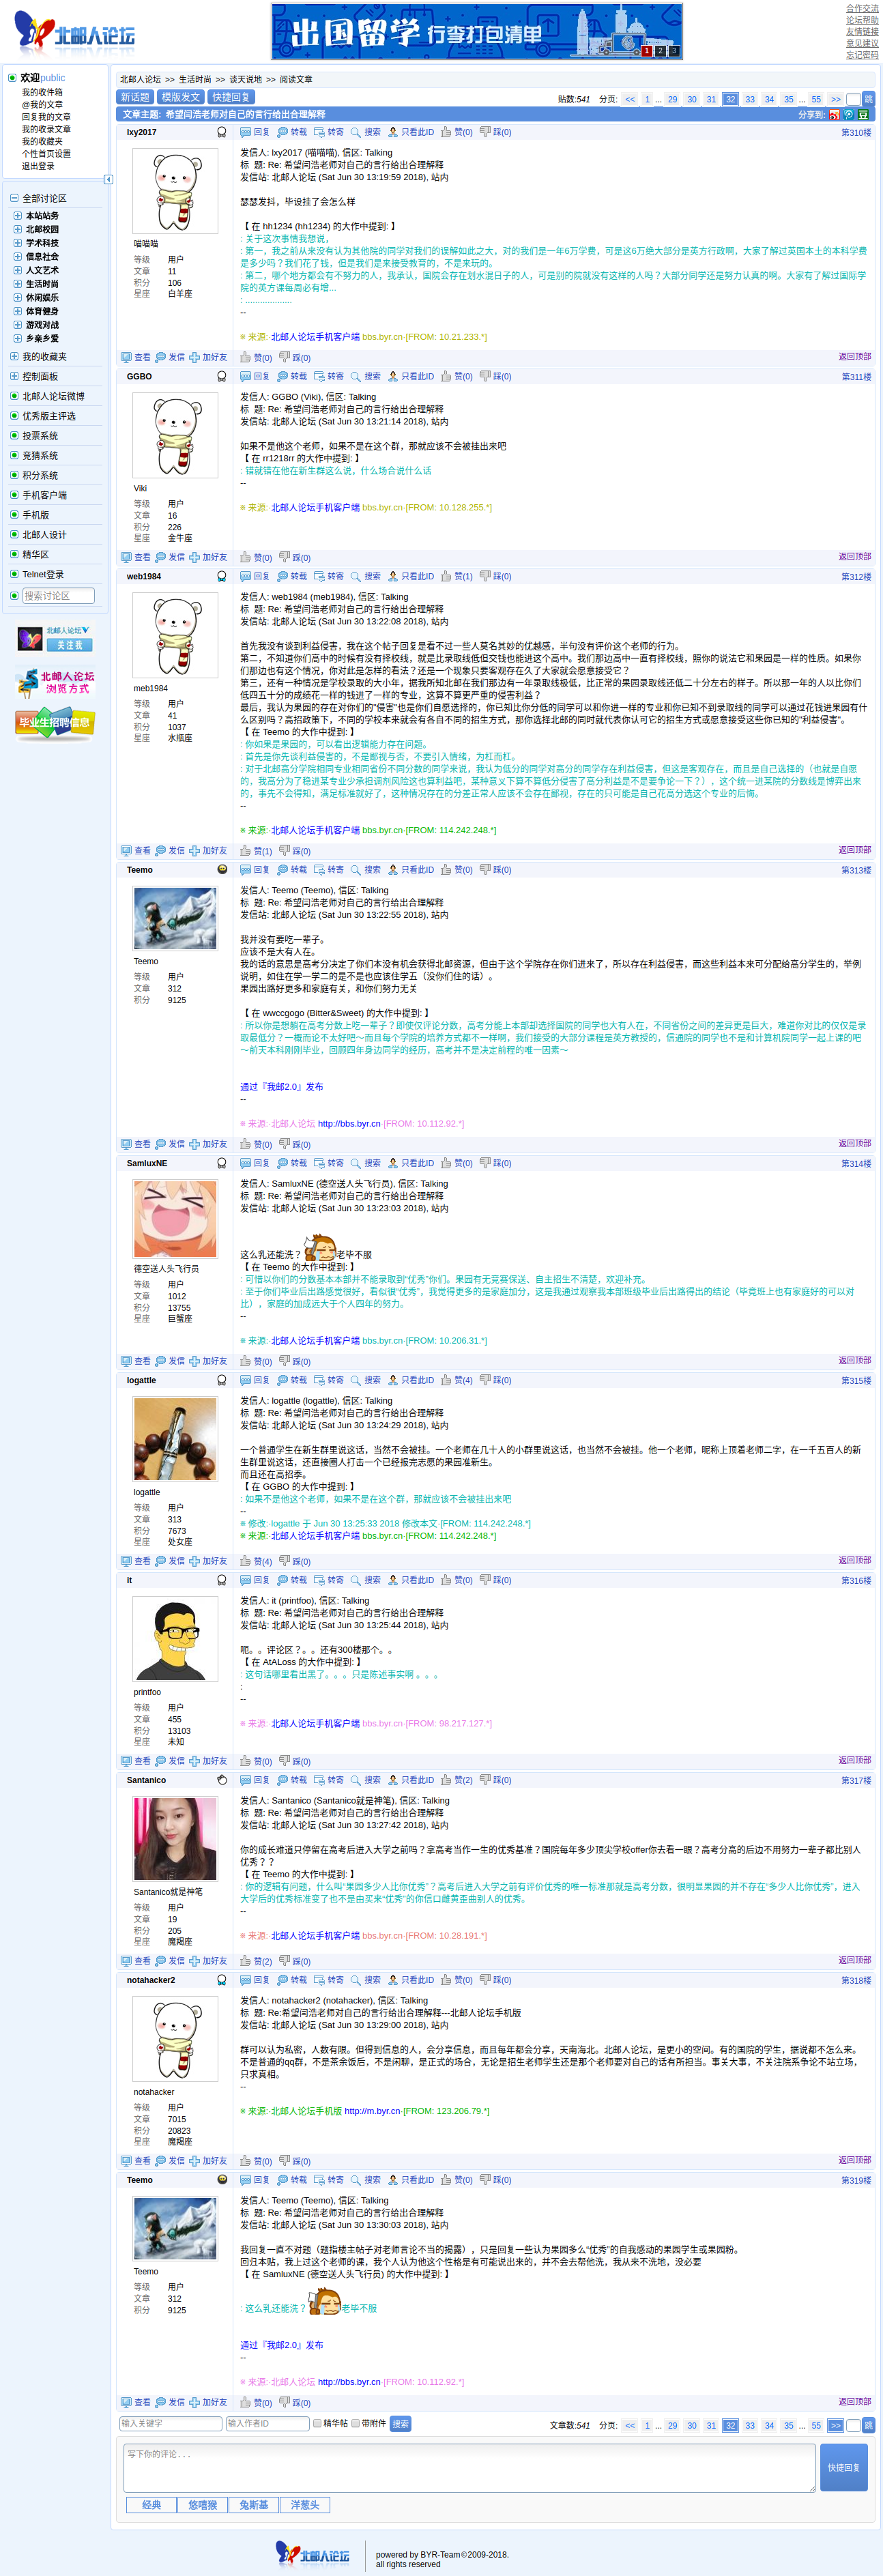 北邮人论坛
出国留学 行李打包清单
1 2 3
合作交流
论坛帮助
友情链接
意见建议
忘记密码
欢迎public
我的收件箱
@我的文章
回复我的文章
我的收录文章
我的收藏夹
个性首页设置
退出登录
全部讨论区
本站站务
北邮校园
学术科技
信息社会
人文艺术
生活时尚
休闲娱乐
体育健身
游戏对战
乡亲乡爱
我的收藏夹
控制面板
北邮人论坛微博
优秀版主评选
投票系统
竞猜系统
积分系统
手机客户端
手机版
北邮人设计
精华区
Telnet登录
搜索讨论区
北邮人论坛
关注我
北邮人论坛
浏览方式
毕业生招聘信息
北邮人论坛 >> 生活时尚 >> 谈天说地 >> 阅读文章
新话题 模版发文 快捷回复
贴数:541 分页: << 1 ... 29 30 31 32 33 34 35 ... 55 >> 跳
文章主题: 希望闫浩老师对自己的言行给出合理解释 分享到:
lxy2017 回复 转载 转寄 搜索 只看此ID 赞(0) 踩(0) 第310楼
喵喵喵
等级 用户
文章 11
积分 106
星座 白羊座
发信人: lxy2017 (喵喵喵), 信区: Talking
标 题: Re: 希望闫浩老师对自己的言行给出合理解释
发信站: 北邮人论坛 (Sat Jun 30 13:19:59 2018), 站内
瑟瑟发抖，毕设挂了会怎么样
【 在 hh1234 (hh1234) 的大作中提到: 】
: 关于这次事情我想说，
: 第一，我之前从来没有认为其他院的同学对我们的误解如此之大，对的我们是一年6万学费，可是这6万绝大部分是英方行政啊，大家了解过英国本土的本科学费是多少吗？我们花了钱，但是我们是来接受教育的，不是来玩的。
: 第二，哪个地方都会有不努力的人，我承认，国院会存在划水混日子的人，可是别的院就没有这样的人吗？大部分同学还是努力认真的啊。大家有了解过国际学院的英方课每周必有增...
: ...................
--
※ 来源:·北邮人论坛手机客户端 bbs.byr.cn·[FROM: 10.21.233.*]
查看 发信 加好友 赞(0) 踩(0) 返回顶部
GGBO 回复 转载 转寄 搜索 只看此ID 赞(0) 踩(0) 第311楼
Viki
等级 用户
文章 16
积分 226
星座 金牛座
发信人: GGBO (Viki), 信区: Talking
标 题: Re: 希望闫浩老师对自己的言行给出合理解释
发信站: 北邮人论坛 (Sat Jun 30 13:21:14 2018), 站内
如果不是他这个老师，如果不是在这个群，那就应该不会被挂出来吧
【 在 rr1218rr 的大作中提到: 】
: 错就错在他在新生群这么说，什么场合说什么话
--
※ 来源:·北邮人论坛手机客户端 bbs.byr.cn·[FROM: 10.128.255.*]
查看 发信 加好友 赞(0) 踩(0) 返回顶部
web1984 回复 转载 转寄 搜索 只看此ID 赞(1) 踩(0) 第312楼
meb1984
等级 用户
文章 41
积分 1037
星座 水瓶座
发信人: web1984 (meb1984), 信区: Talking
标 题: Re: 希望闫浩老师对自己的言行给出合理解释
发信站: 北邮人论坛 (Sat Jun 30 13:22:08 2018), 站内
首先我没有谈到利益侵害，我在这个帖子回复是看不过一些人莫名其妙的优越感，半句没有评价这个老师的行为。
第二，不知道你们高中的时候有没有择校线，就是比录取线低但交钱也能进这个高中。我们那边高中一直有择校线，照你的说法它和果园是一样的性质。如果你们那边也有这个情况，你对此是怎样的看法？还是一个现象只要客观存在久了大家就会愿意接受它？
第三，还有一种情况是学校录取的大小年，据我所知北邮在我们那边有一年录取线极低，比正常的果园录取线还低二十分左右的样子。所以那一年的人以比你们低四五十分的成绩花一样的钱进了一样的专业，这算不算更严重的侵害利益？
最后，我认为果园的存在对你们的"侵害"也是你们自愿选择的，你已知比你分低的同学可以和你进一样的专业和你已知不到录取线的同学可以通过花钱进果园有什么区别吗？高招政策下，不同的学校本来就会有各自不同的招生方式，那你选择北邮的同时就代表你认可它的招生方式或愿意接受这些你已知的"利益侵害"。
【 在 Teemo 的大作中提到: 】
: 你如果是果园的，可以看出逻辑能力存在问题。
: 首先是你先谈利益侵害的，不是鄙视与否，不要引入情绪，为杠而杠。
: 对于北邮高分学院相同专业相同省份不同分数的同学来说，我认为低分的同学对高分的同学存在利益侵害，但这是客观存在，而且是自己选择的（也就是自愿的，我高分为了稳进某专业少承担调剂风险这也算利益吧，某种意义下算不算低分侵害了高分利益是不是要争论一下？），这个统一进某院的分数线是博弈出来的，事先不会得知，满足标准就好了，这种情况存在的分差正常人应该不会存在鄙视，存在的只可能是自己花高分选这个专业的后悔。
--
※ 来源:·北邮人论坛手机客户端 bbs.byr.cn·[FROM: 114.242.248.*]
查看 发信 加好友 赞(1) 踩(0) 返回顶部
Teemo 回复 转载 转寄 搜索 只看此ID 赞(0) 踩(0) 第313楼
Teemo
等级 用户
文章 312
积分 9125
发信人: Teemo (Teemo), 信区: Talking
标 题: Re: 希望闫浩老师对自己的言行给出合理解释
发信站: 北邮人论坛 (Sat Jun 30 13:22:55 2018), 站内
我并没有要吃一辈子。
应该不是大有人在。
我的话的意思是高考分决定了你们本没有机会获得北邮资源，但由于这个学院存在你们进来了，所以存在利益侵害，而这些利益本来可分配给高分学生的，举例说明，如住在学一学二的是不是也应该住学五（没你们住的话）。
果园出路好更多和家庭有关，和你们努力无关
【 在 wwccgogo (Bitter&Sweet) 的大作中提到: 】
: 所以你是想躺在高考分数上吃一辈子？即使仅评论分数，高考分能上本部却选择国院的同学也大有人在，不同省份之间的差异更是巨大，难道你对比的仅仅是录取最低分？一概而论不太好吧～而且每个学院的培养方式都不一样啊，我们接受的大部分课程是英方教授的，信通院的同学也不是和计算机院同学一起上课的吧～前天本科刚刚毕业，回顾四年身边同学的经历，高考并不是决定前程的唯一因素～
通过『我邮2.0』发布
--
※ 来源:·北邮人论坛 http://bbs.byr.cn·[FROM: 10.112.92.*]
查看 发信 加好友 赞(0) 踩(0) 返回顶部
SamluxNE 回复 转载 转寄 搜索 只看此ID 赞(0) 踩(0) 第314楼
德空送人头飞行员
等级 用户
文章 1012
积分 13755
星座 巨蟹座
发信人: SamluxNE (德空送人头飞行员), 信区: Talking
标 题: Re: 希望闫浩老师对自己的言行给出合理解释
发信站: 北邮人论坛 (Sat Jun 30 13:23:03 2018), 站内
这么乳还能洗？老毕不服
【 在 Teemo 的大作中提到: 】
: 可惜以你们的分数基本本部并不能录取到"优秀"你们。果园有无竞赛保送、自主招生不清楚，欢迎补充。
: 至于你们毕业后出路感觉很好，看似很"优秀"，我觉得更多的是家庭加分，这是我通过观察我本部班级毕业后出路得出的结论（毕竟班上也有家庭好的可以对比），家庭的加成远大于个人四年的努力。
--
※ 来源:·北邮人论坛手机客户端 bbs.byr.cn·[FROM: 10.206.31.*]
查看 发信 加好友 赞(0) 踩(0) 返回顶部
logattle 回复 转载 转寄 搜索 只看此ID 赞(4) 踩(0) 第315楼
logattle
等级 用户
文章 313
积分 7673
星座 处女座
发信人: logattle (logattle), 信区: Talking
标 题: Re: 希望闫浩老师对自己的言行给出合理解释
发信站: 北邮人论坛 (Sat Jun 30 13:24:29 2018), 站内
一个普通学生在新生群里说这话，当然不会被挂。一个老师在几十人的小群里说这话，也当然不会被挂。他一个老师，昵称上顶着老师二字，在一千五百人的新生群里说这话，还直接圈人打击一个已经报完志愿的果园准新生。
而且还在高招季。
【 在 GGBO 的大作中提到: 】
: 如果不是他这个老师，如果不是在这个群，那就应该不会被挂出来吧
--
※ 修改:·logattle 于 Jun 30 13:25:33 2018 修改本文·[FROM: 114.242.248.*]
※ 来源:·北邮人论坛手机客户端 bbs.byr.cn·[FROM: 114.242.248.*]
查看 发信 加好友 赞(4) 踩(0) 返回顶部
it 回复 转载 转寄 搜索 只看此ID 赞(0) 踩(0) 第316楼
printfoo
等级 用户
文章 455
积分 13103
星座 未知
发信人: it (printfoo), 信区: Talking
标 题: Re: 希望闫浩老师对自己的言行给出合理解释
发信站: 北邮人论坛 (Sat Jun 30 13:25:44 2018), 站内
呃。。评论区？。。还有300楼那个。。
【 在 AtALoss 的大作中提到: 】
: 这句话哪里看出黑了。。。只是陈述事实啊 。。。
:
--
※ 来源:·北邮人论坛手机客户端 bbs.byr.cn·[FROM: 98.217.127.*]
查看 发信 加好友 赞(0) 踩(0) 返回顶部
Santanico 回复 转载 转寄 搜索 只看此ID 赞(2) 踩(0) 第317楼
Santanico就是神笔
等级 用户
文章 19
积分 205
星座 魔羯座
发信人: Santanico (Santanico就是神笔), 信区: Talking
标 题: Re: 希望闫浩老师对自己的言行给出合理解释
发信站: 北邮人论坛 (Sat Jun 30 13:27:42 2018), 站内
你的成长难道只停留在高考后进入大学之前吗？拿高考当作一生的优秀基准？国院每年多少顶尖学校offer你去看一眼？高考分高的后边不用努力一辈子都比别人优秀？？
【 在 Teemo 的大作中提到: 】
: 你的逻辑有问题，什么叫"果园多少人比你优秀"？高考后进入大学之前有评价优秀的唯一标准那就是高考分数，很明显果园的并不存在"多少人比你优秀"，进入大学后的优秀标准变了也不是由买来"优秀"的你信口雌黄歪曲别人的优秀。
--
※ 来源:·北邮人论坛手机客户端 bbs.byr.cn·[FROM: 10.28.191.*]
查看 发信 加好友 赞(2) 踩(0) 返回顶部
notahacker2 回复 转载 转寄 搜索 只看此ID 赞(0) 踩(0) 第318楼
notahacker
等级 用户
文章 7015
积分 20823
星座 魔羯座
发信人: notahacker2 (notahacker), 信区: Talking
标 题: Re:希望闫浩老师对自己的言行给出合理解释---北邮人论坛手机版
发信站: 北邮人论坛 (Sat Jun 30 13:29:00 2018), 站内
群可以认为私密，人数有限。但得到信息的人，会分享信息，而且每年都会分享，天南海北。北邮人论坛，是更小的空间。有的国院的学生，据说都不怎么来。不是普通的qq群，不是茶余饭后，不是闲聊，是正式的场合，无论是招生老师学生还是那个老师要对自己的话有所担当。事关大事，不关注院系争论不站立场，只求真相。
--
※ 来源:·北邮人论坛手机版 http://m.byr.cn·[FROM: 123.206.79.*]
查看 发信 加好友 赞(0) 踩(0) 返回顶部
Teemo 回复 转载 转寄 搜索 只看此ID 赞(0) 踩(0) 第319楼
Teemo
等级 用户
文章 312
积分 9125
发信人: Teemo (Teemo), 信区: Talking
标 题: Re: 希望闫浩老师对自己的言行给出合理解释
发信站: 北邮人论坛 (Sat Jun 30 13:30:03 2018), 站内
我回复一直不对题（题指楼主帖子对老师言论不当的揭露），只是回复一些认为果园多么"优秀"的自我感动的果园学生或果园粉。
回归本贴，我上过这个老师的课，我个人认为他这个性格是有可能说出来的，并不会去帮他洗，我从来不洗地，没必要
【 在 SamluxNE (德空送人头飞行员) 的大作中提到: 】
: 这么乳还能洗？老毕不服
通过『我邮2.0』发布
--
※ 来源:·北邮人论坛 http://bbs.byr.cn·[FROM: 10.112.92.*]
查看 发信 加好友 赞(0) 踩(0) 返回顶部
输入关键字 输入作者ID 精华帖 带附件 搜索
文章数:541 分页: << 1 ... 29 30 31 32 33 34 35 ... 55 >> 跳
写下你的评论...
快捷回复
经典 悠嘻猴 兔斯基 洋葱头
北邮人论坛
powered by BYR-Team©2009-2018.
all rights reserved